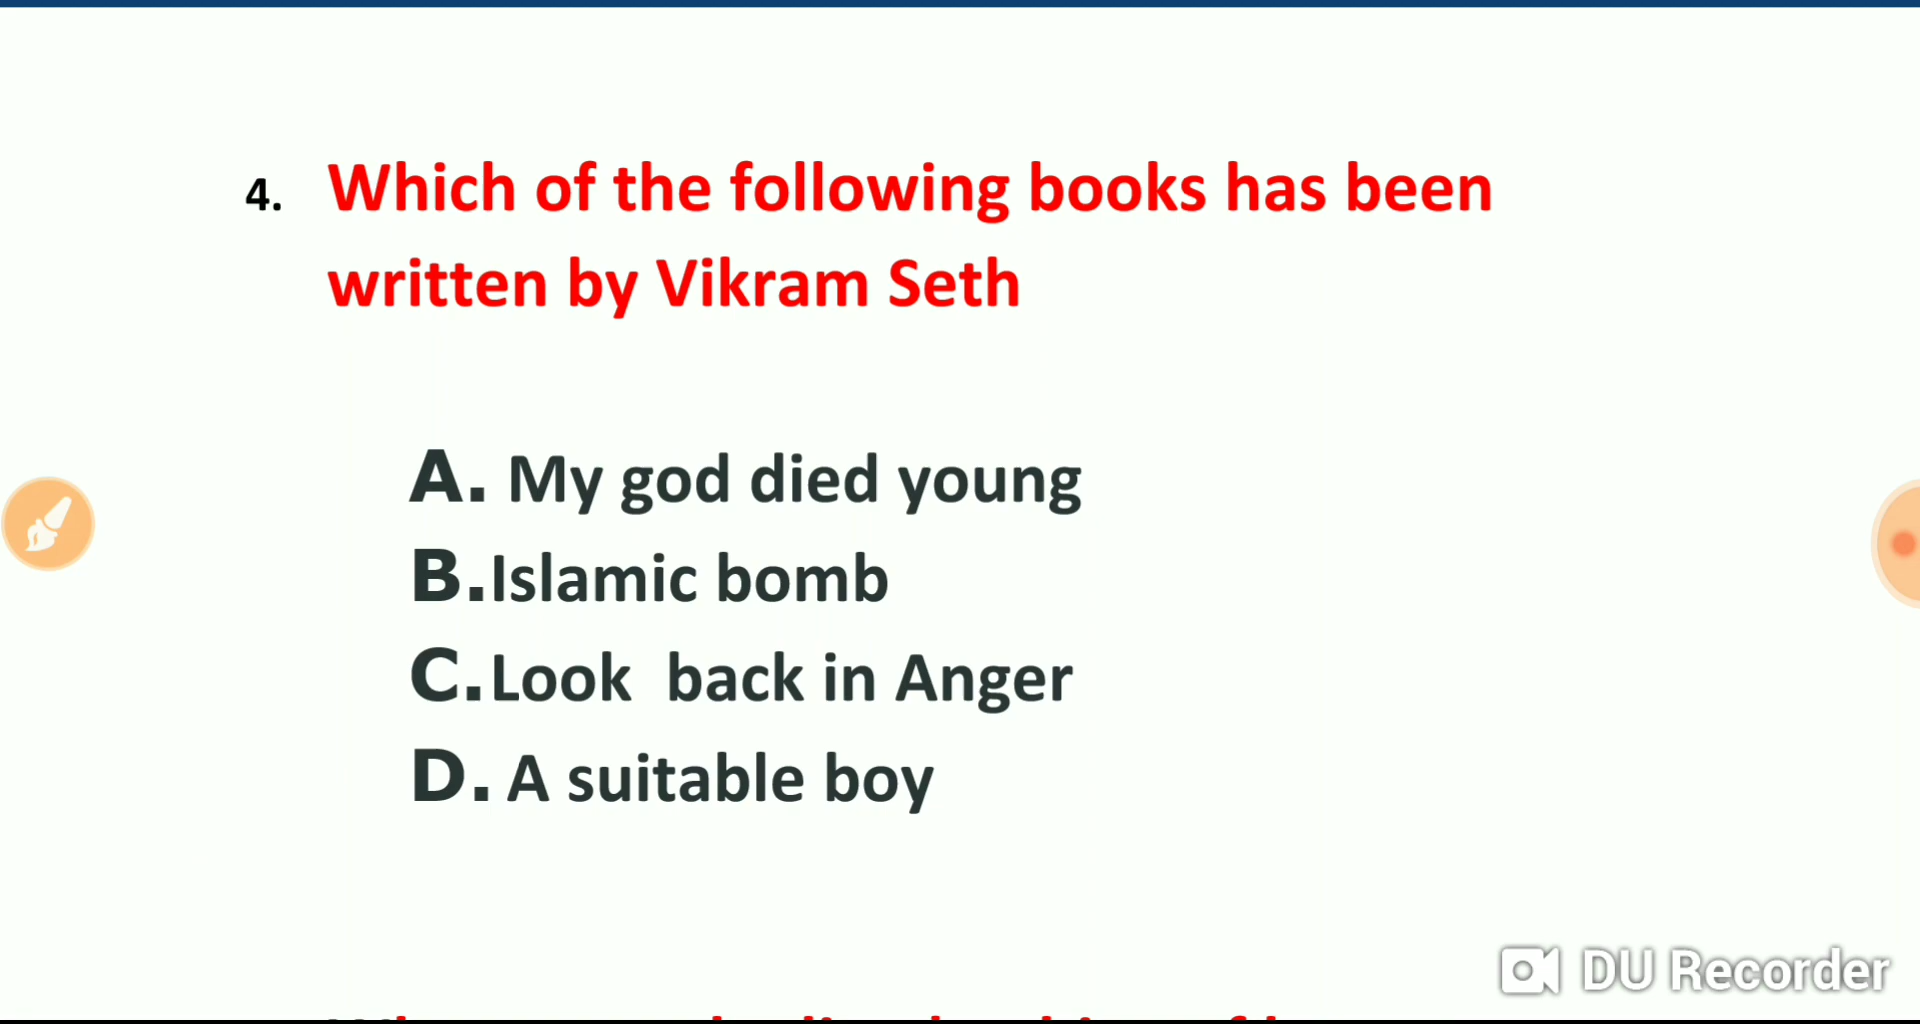 4. Which of the following books has been
written by Vikram Seth
A. My god died young
B.Islamic bomb
C.Look back in Anger
D. A suitable boy
DU Recorder